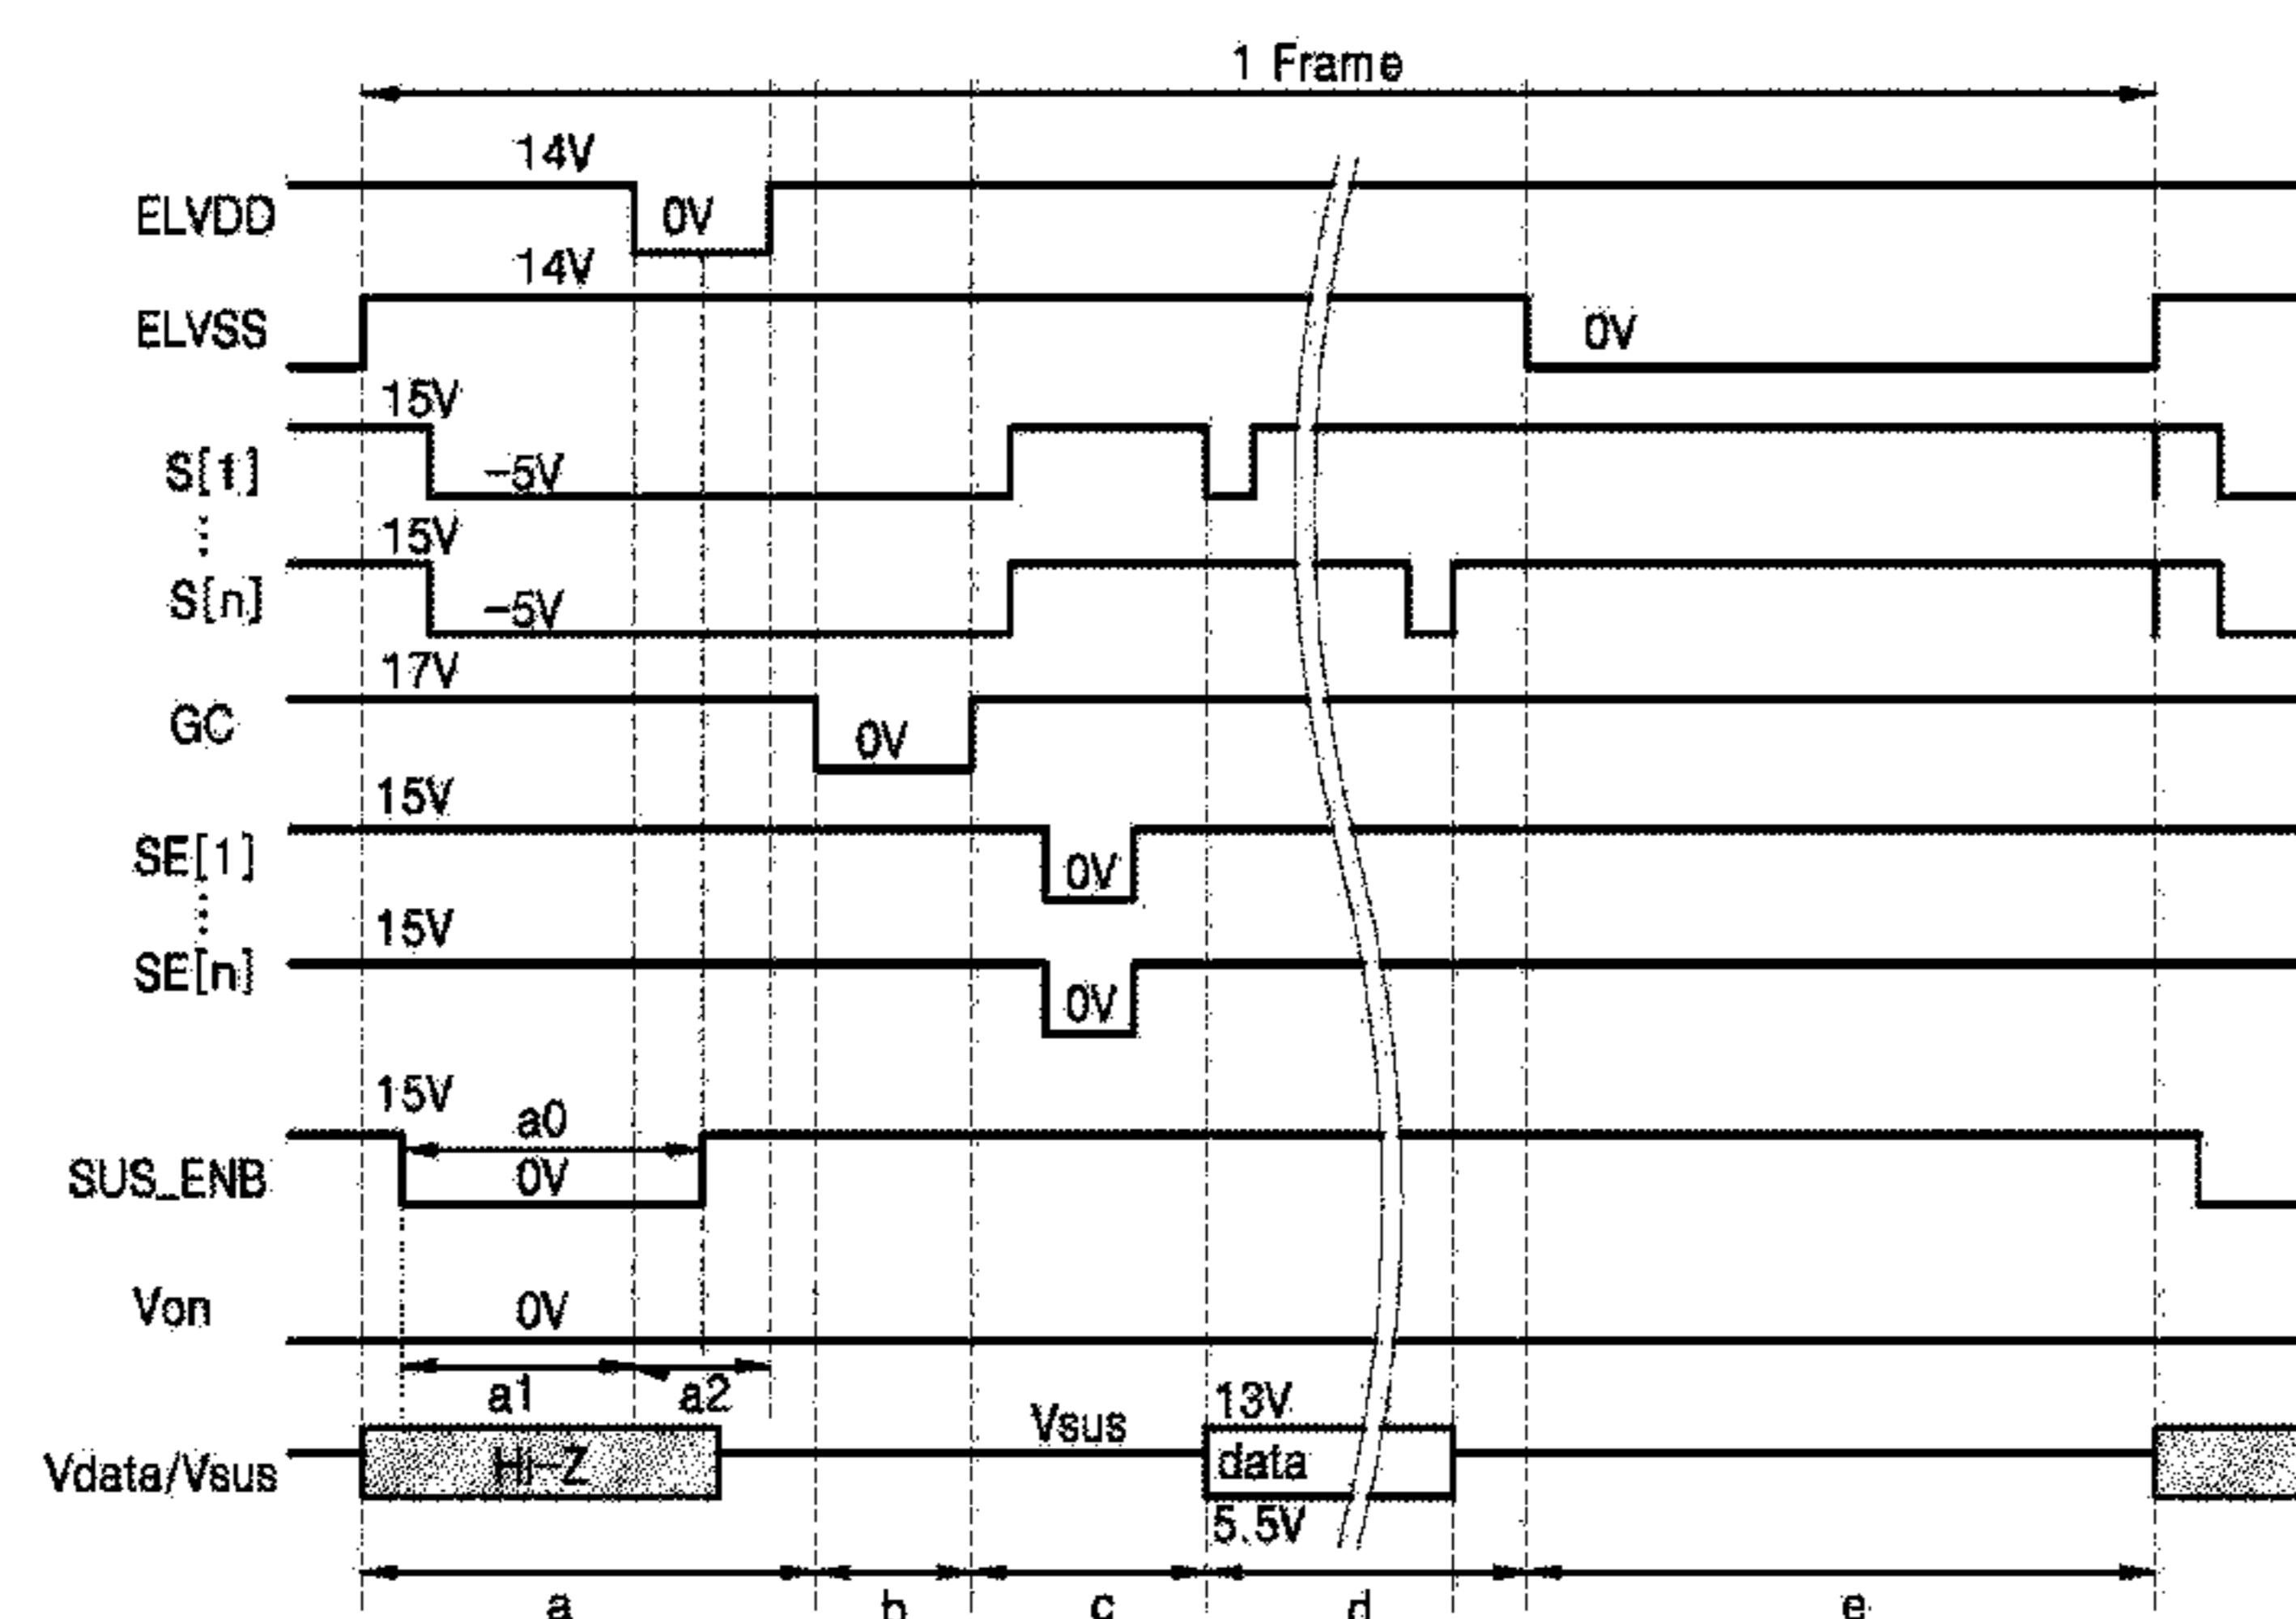 1 Frame
14V
ELVDD
0V
14V
ELVSS
0V
15V
S[1]
-5V
15V
S[n]
-5V
17V
GC
0V
15V
SE[1]
0V
15V
SE[n]
0V
15V
a0
SUS_ENB
0V
Von
0V
a1
a2
Vdata/Vsus
Hi-Z
Vsus
13V
data
5.5V
a b c d e